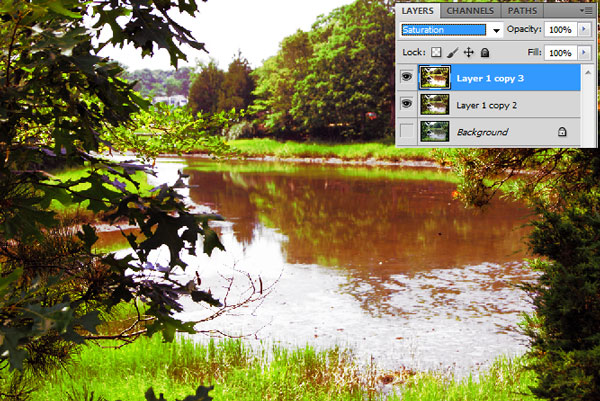 LAYERS CHANNELS PATHS
Saturation Opacity: 100%
Lock: Fill: 100%
Layer 1 copy 3
Layer 1 copy 2
Background